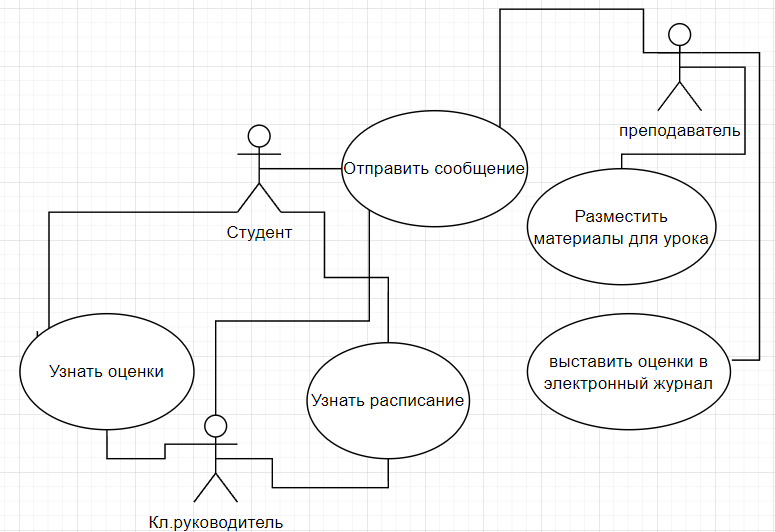 преподаватель
Отправить сообщение
Студент
Разместить
материалы для урока
Узнать оценки
Узнать расписание
выставить оценки в
электронный журнал
Кл.руководитель